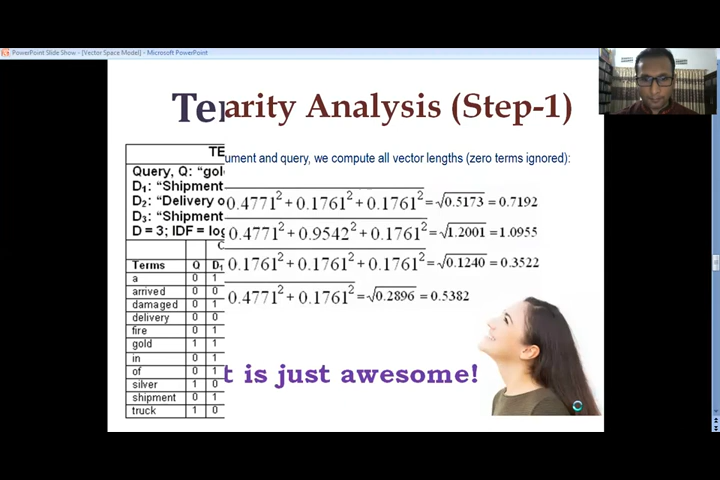 PowerPoint Slide Show - [Vector Space Model] - Microsoft PowerPoint
Te arity Analysis (Step-1)
TE
ument and query, we compute all vector lengths (zero terms ignored):
Query, Q: "gol
D₁: "Shipment
D₂: "Delivery o
D₃: "Shipment
D = 3; IDF = log
0.4771² + 0.1761² + 0.1761² = √0.5173 = 0.7192
0.4771² + 0.9542² + 0.1761² = √1.2001 = 1.0955
0.1761² + 0.1761² + 0.1761² = √0.1240 = 0.3522
0.4771² + 0.1761² = √0.2896 = 0.5382
Terms Q D₁
a 0 1
arrived 0 0
damaged 0 1
delivery 0 0
fire 0 1
gold 1 1
in 0 1
of 0 1
silver 1 0
shipment 0 1
truck 1 0
t is just awesome!